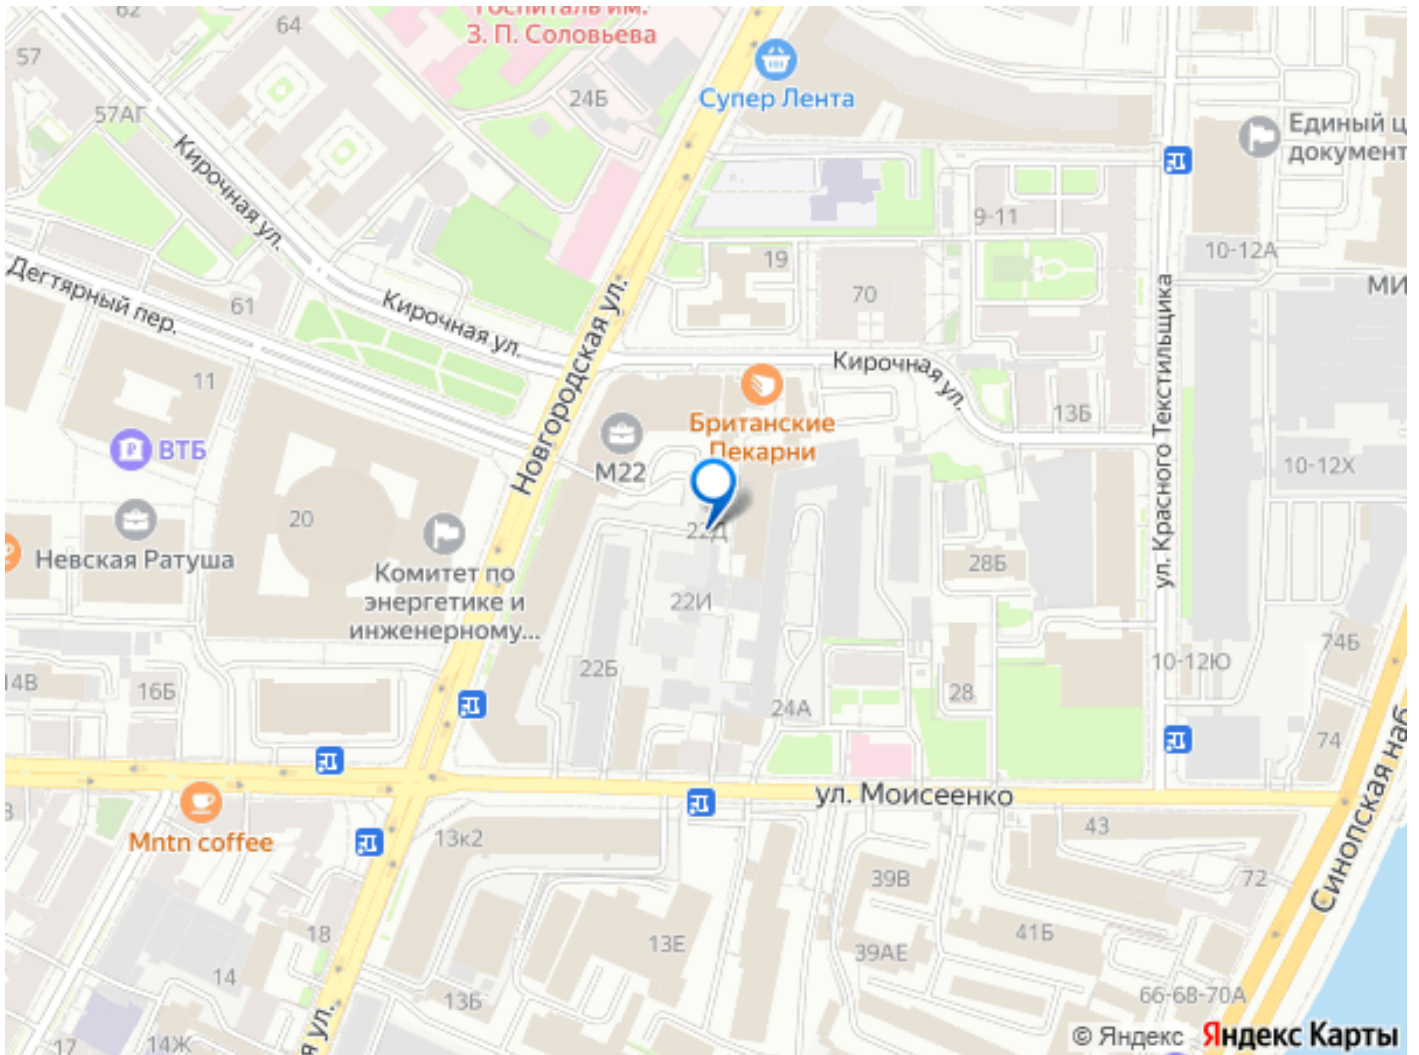 62
64
Госпиталь им.
З. П. Соловьева
57
24Б
Супер Лента
57АГ
Единый ц
документ
Кирочная ул.
9-11
10-12А
19
70
МИ
Дегтярный пер.
61
Кирочная ул.
Новгородская ул.
Кирочная ул.
ул. Красного Текстильщика
11
Британские
Пекарни
13Б
ВТБ
М22
10-12Х
20
22Д
Невская Ратуша
Комитет по
энергетике и
инженерному...
28Б
22И
14В
16Б
22Б
10-12Ю
74Б
28
24А
74
Синопская наб
ул. Моисеенко
Mntn coffee
13к2
43
39В
72
18
13Е
41Б
39АЕ
14
13Б
66-68-70А
я ул.
17
14Ж
© Яндекс Яндекс Карты